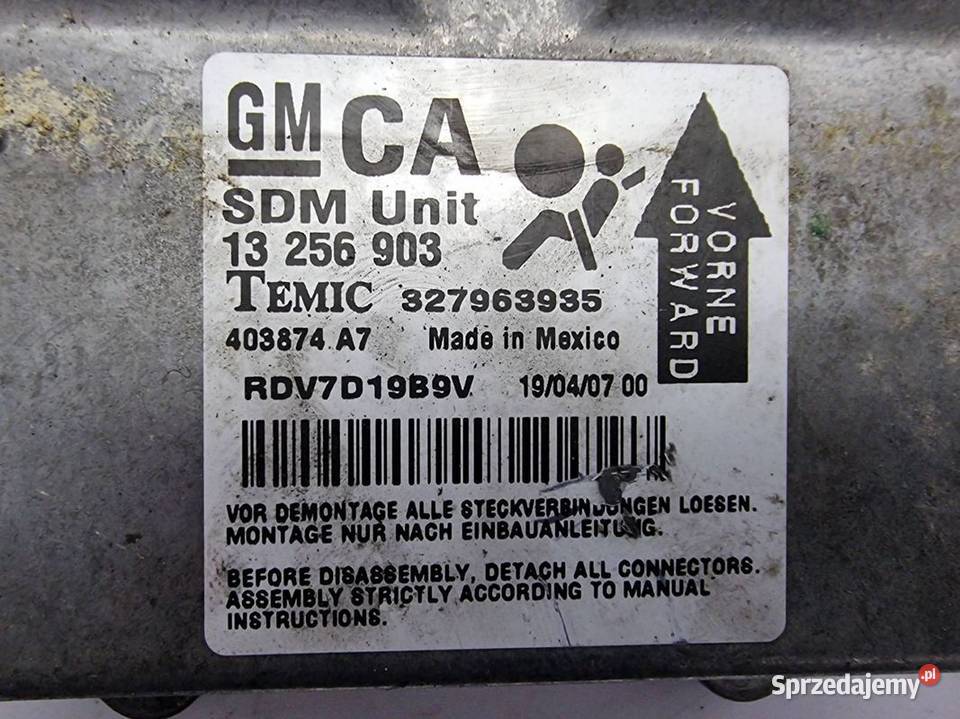 GM CA
SDM Unit
13 256 903
TEMIC 327963935
403874 A7 Made in Mexico
RDV7D19B9V 19/04/07 00
VORNE
FORWARD
VOR DEMONTAGE ALLE STECKVERBINDUNGEN LOESEN.
MONTAGE NUR NACH EINBAUANLEITUNG.
BEFORE DISASSEMBLY, DETACH ALL CONNECTORS.
ASSEMBLY STRICTLY ACCORDING TO MANUAL
INSTRUCTIONS.
Sprzedajemy.pl